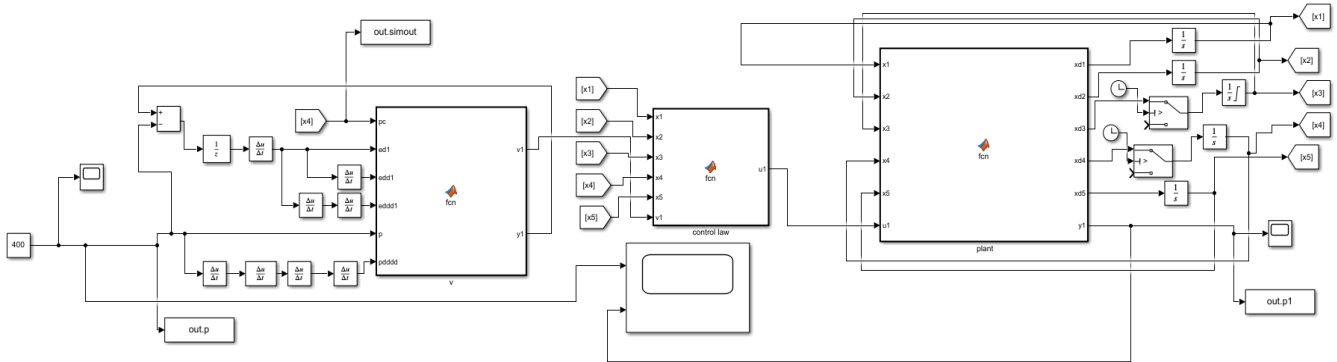 out.simout
[x4]
+
−
1
z
Δu
Δt
Δu
Δt
Δu
Δt
Δu
Δt
400
Δu
Δt
Δu
Δt
Δu
Δt
Δu
Δt
out.p
pc
ed1
edd1
eddd1
p
pdddd
fcn
v1
y1
v
[x1]
[x2]
[x3]
[x4]
[x5]
x1
x2
x3
x4
x5
v1
fcn
u1
control law
x1
x2
x3
x4
x5
u1
fcn
xd1
xd2
xd3
xd4
xd5
y1
plant
1
s
1
s
>
1
s
>
1
s
1
s
[x1]
[x2]
[x3]
[x4]
[x5]
out.p1